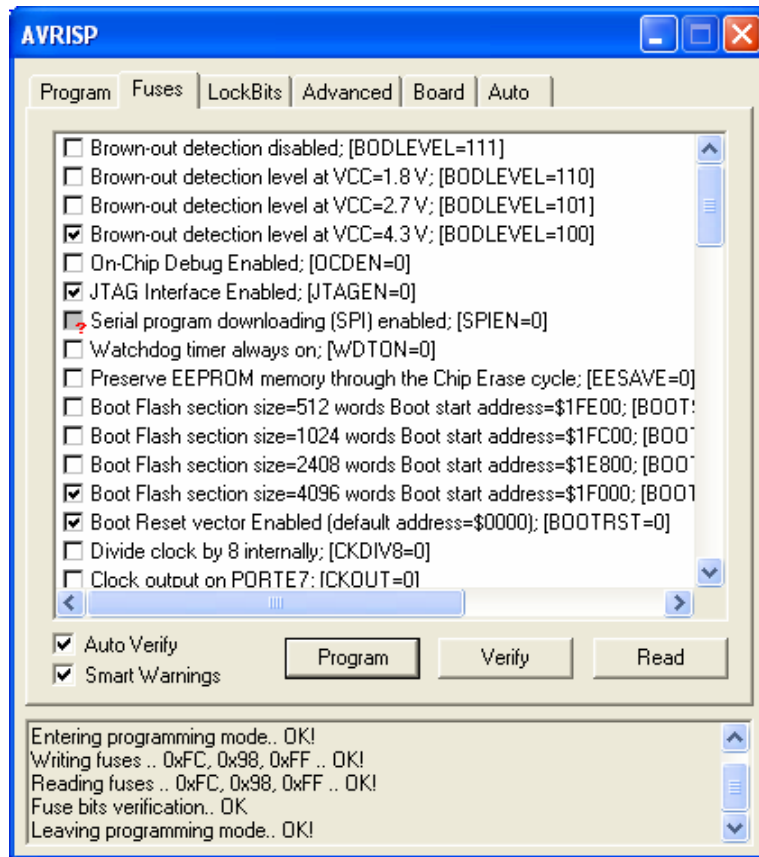 AVRISP
Program Fuses LockBits Advanced Board Auto
Brown-out detection disabled; [BODLEVEL=111]
Brown-out detection level at VCC=1.8 V; [BODLEVEL=110]
Brown-out detection level at VCC=2.7 V; [BODLEVEL=101]
Brown-out detection level at VCC=4.3 V; [BODLEVEL=100]
On-Chip Debug Enabled; [OCDEN=0]
JTAG Interface Enabled; [JTAGEN=0]
? Serial program downloading (SPI) enabled; [SPIEN=0]
Watchdog timer always on; [WDTON=0]
Preserve EEPROM memory through the Chip Erase cycle; [EESAVE=0]
Boot Flash section size=512 words Boot start address=$1FE00; [BOOTS
Boot Flash section size=1024 words Boot start address=$1FC00; [BOOT
Boot Flash section size=2408 words Boot start address=$1E800; [BOOT
Boot Flash section size=4096 words Boot start address=$1F000; [BOOT
Boot Reset vector Enabled (default address=$0000); [BOOTRST=0]
Divide clock by 8 internally; [CKDIV8=0]
Clock output on PORTE7; [CKOUT=0]
Auto Verify
Smart Warnings
Program Verify Read
Entering programming mode.. OK!
Writing fuses .. 0xFC, 0x98, 0xFF .. OK!
Reading fuses .. 0xFC, 0x98, 0xFF .. OK!
Fuse bits verification.. OK
Leaving programming mode.. OK!